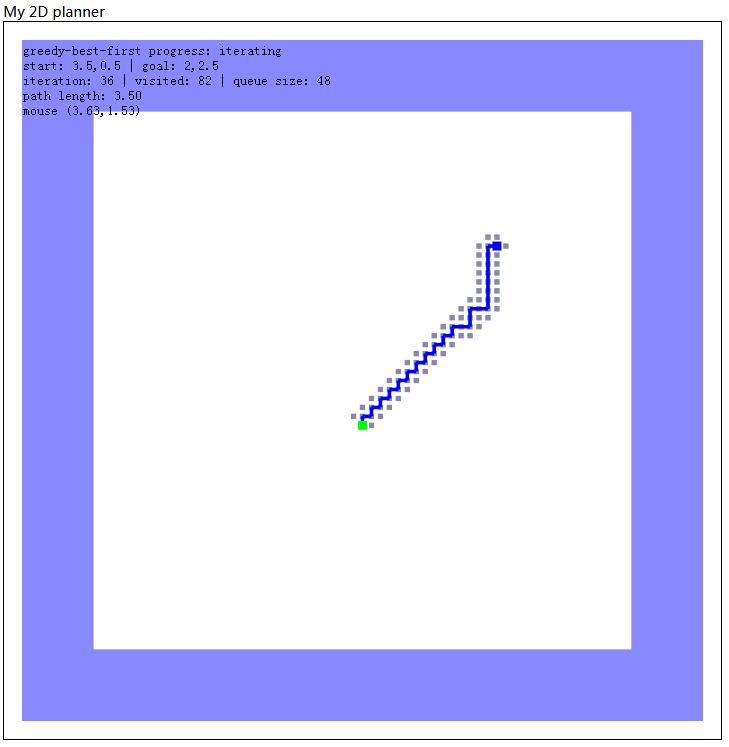 My 2D planner
greedy-best-first progress: iterating
start: 3.5,0.5 | goal: 2,2.5
iteration: 36 | visited: 82 | queue size: 48
path length: 3.50
mouse (3.63,1.53)